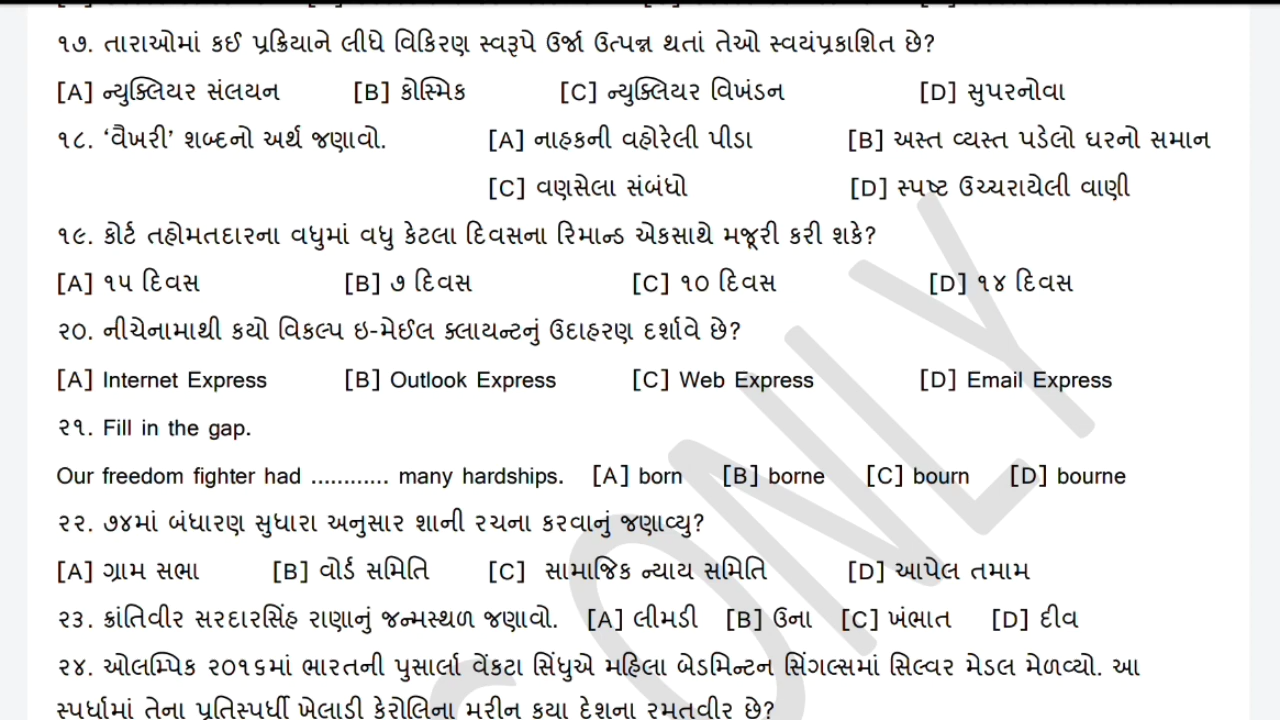 ૧૭. તારાઓમાં કઈ પ્રક્રિયાને લીધે વિકિરણ સ્વરૂપે ઉર્જા ઉત્પન્ન થતાં તેઓ સ્વયંપ્રકાશિત છે?
[A] ન્યુક્લિયર સંલયન [B] કોસ્મિક [C] ન્યુક્લિયર વિખંડન [D] સુપરનોવા
૧૮. ‘વૈખરી’ શબ્દનો અર્થ જણાવો. [A] નાહકની વહોરેલી પીડા [B] અસ્ત વ્યસ્ત પડેલો ઘરનો સમાન
[C] વણસેલા સંબંધો [D] સ્પષ્ટ ઉચ્ચરાયેલી વાણી
૧૯. કોર્ટ તહોમતદારના વધુમાં વધુ કેટલા દિવસના રિમાન્ડ એકસાથે મજૂરી કરી શકે?
[A] ૧૫ દિવસ [B] ૭ દિવસ [C] ૧૦ દિવસ [D] ૧૪ દિવસ
૨૦. નીચેનામાથી કયો વિકલ્પ ઇ-મેઈલ ક્લાયન્ટનું ઉદાહરણ દર્શાવે છે?
[A] Internet Express [B] Outlook Express [C] Web Express [D] Email Express
૨૧. Fill in the gap.
Our freedom fighter had ............ many hardships. [A] born [B] borne [C] bourn [D] bourne
૨૨. ૭૪માં બંધારણ સુધારા અનુસાર શાની રચના કરવાનું જણાવ્યુ?
[A] ગ્રામ સભા [B] વોર્ડ સમિતિ [C] સામાજિક ન્યાય સમિતિ [D] આપેલ તમામ
૨૩. ક્રાંતિવીર સરદારસિંહ રાણાનું જન્મસ્થળ જણાવો. [A] લીમડી [B] ઉના [C] ખંભાત [D] દીવ
૨૪. ઓલમ્પિક ૨૦૧૬માં ભારતની પુસાર્લા વેંકટા સિંધુએ મહિલા બેડમિન્ટન સિંગલ્સમાં સિલ્વર મેડલ મેળવ્યો. આ
સ્પર્ધામાં તેના પ્રતિસ્પર્ધી ખેલાડી કેરોલિના મરીન કયા દેશના રમતવીર છે?
ONLY